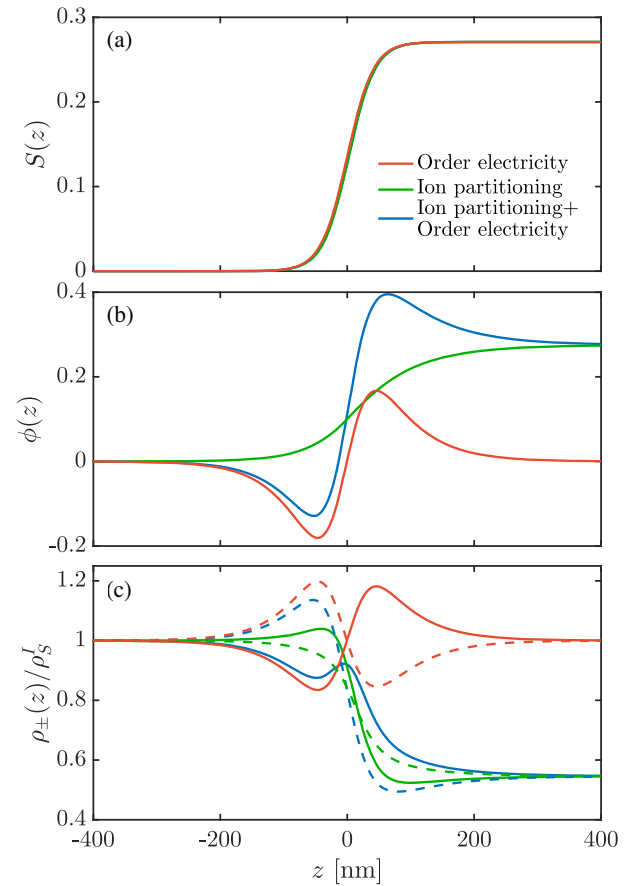 (a)
0.3
0.2
0.1
0
S(z)
Order electricity
Ion partitioning
Ion partitioning+
Order electricity
(b)
0.4
0.2
0
-0.2
ϕ(z)
(c)
1.2
1
0.8
0.6
0.4
ρ±(z)/ρ_S^I
-400 -200 0 200 400
z [nm]